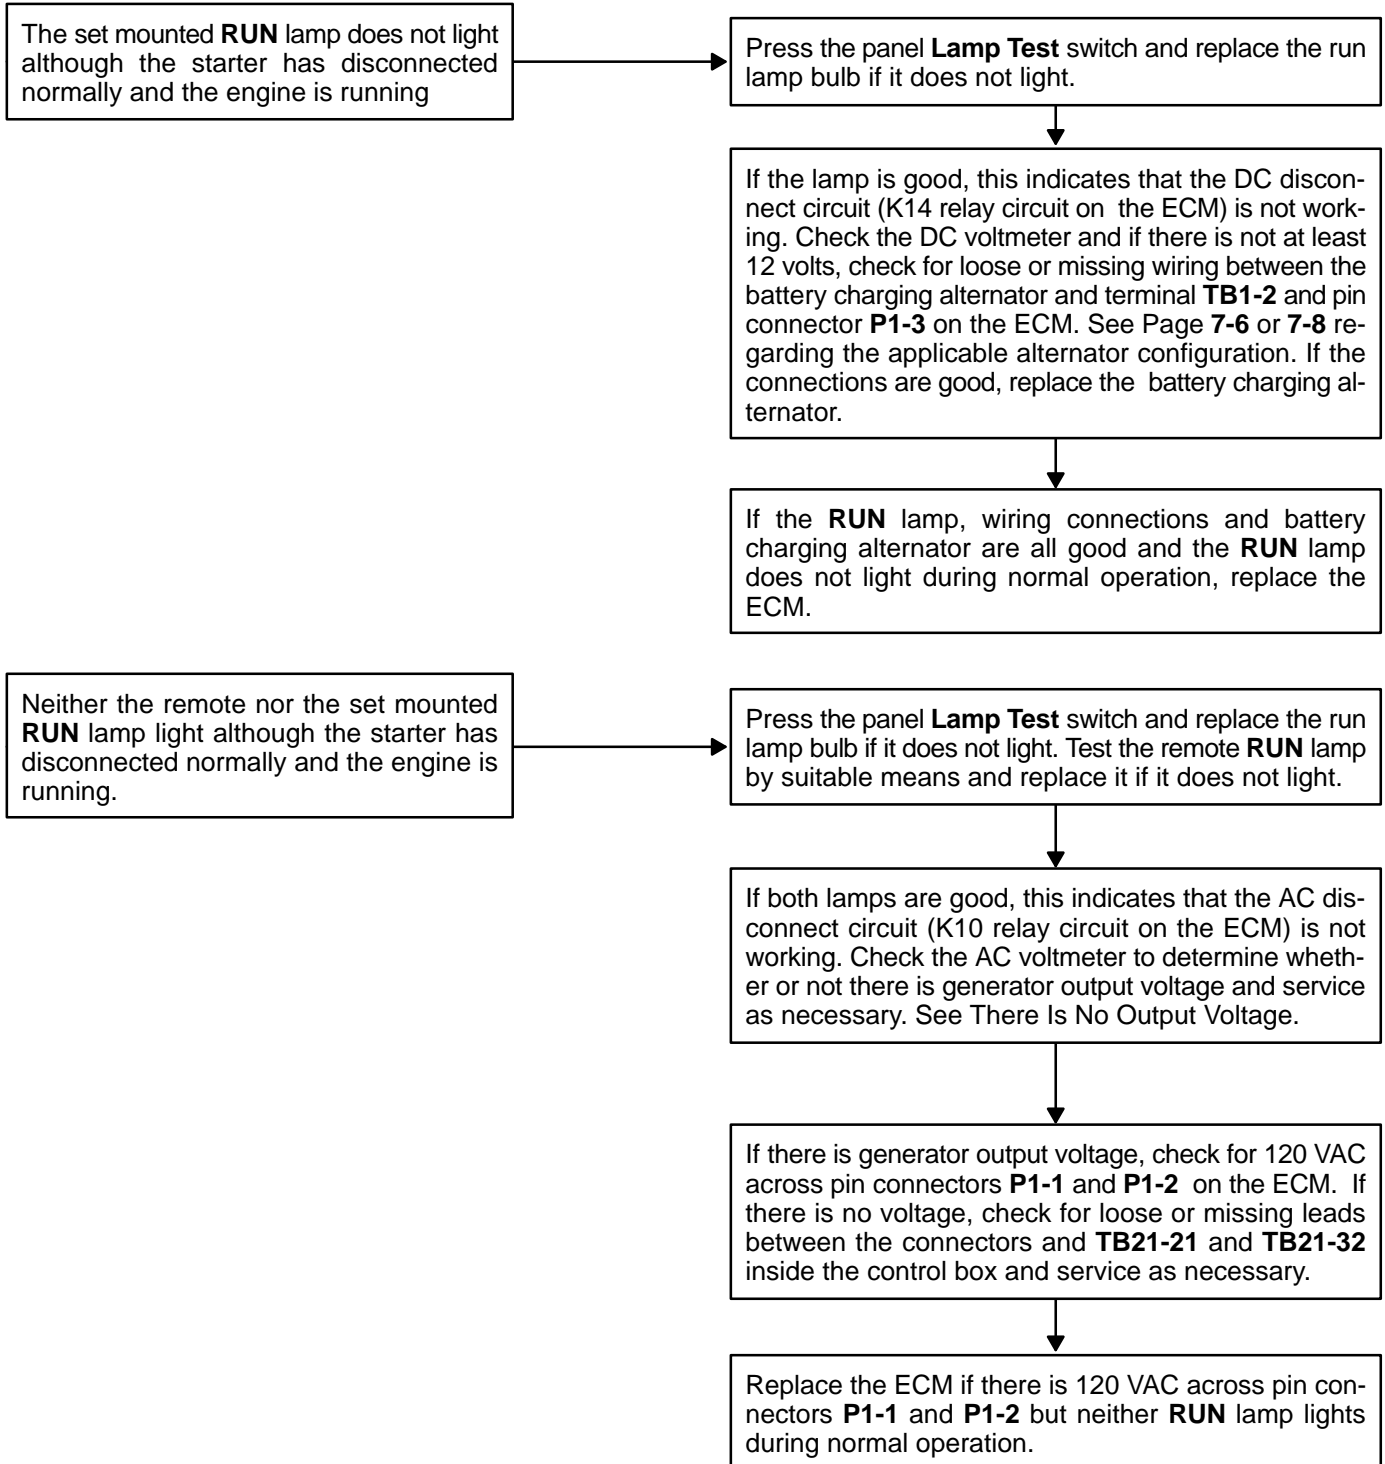 The set mounted RUN lamp does not light
although the starter has disconnected
normally and the engine is running
Press the panel Lamp Test switch and replace the run
lamp bulb if it does not light.
If the lamp is good, this indicates that the DC discon-
nect circuit (K14 relay circuit on the ECM) is not work-
ing. Check the DC voltmeter and if there is not at least
12 volts, check for loose or missing wiring between the
battery charging alternator and terminal TB1-2 and pin
connector P1-3 on the ECM. See Page 7-6 or 7-8 re-
garding the applicable alternator configuration. If the
connections are good, replace the battery charging al-
ternator.
If the RUN lamp, wiring connections and battery
charging alternator are all good and the RUN lamp
does not light during normal operation, replace the
ECM.
Neither the remote nor the set mounted
RUN lamp light although the starter has
disconnected normally and the engine is
running.
Press the panel Lamp Test switch and replace the run
lamp bulb if it does not light. Test the remote RUN lamp
by suitable means and replace it if it does not light.
If both lamps are good, this indicates that the AC dis-
connect circuit (K10 relay circuit on the ECM) is not
working. Check the AC voltmeter to determine wheth-
er or not there is generator output voltage and service
as necessary. See There Is No Output Voltage.
If there is generator output voltage, check for 120 VAC
across pin connectors P1-1 and P1-2 on the ECM. If
there is no voltage, check for loose or missing leads
between the connectors and TB21-21 and TB21-32
inside the control box and service as necessary.
Replace the ECM if there is 120 VAC across pin con-
nectors P1-1 and P1-2 but neither RUN lamp lights
during normal operation.